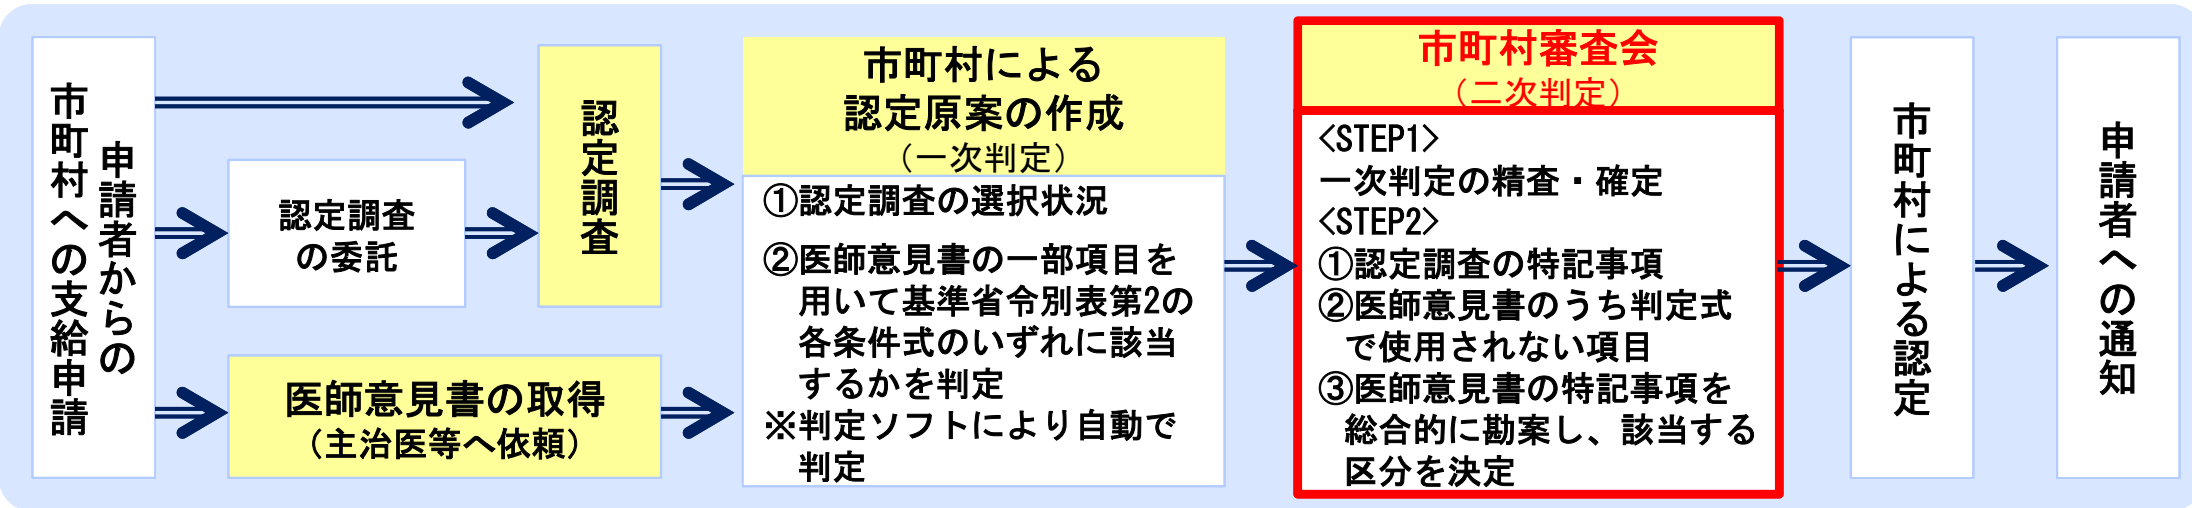 申請者からの
市町村への支給申請
認定調査
の委託
認定調査
医師意見書の取得
（主治医等へ依頼）
市町村による
認定原案の作成
（一次判定）
①認定調査の選択状況
②医師意見書の一部項目を
用いて基準省令別表第2の
各条件式のいずれに該当
するかを判定
※判定ソフトにより自動で
判定
市町村審査会
（二次判定）
<STEP1>
一次判定の精査・確定
<STEP2>
①認定調査の特記事項
②医師意見書のうち判定式
で使用されない項目
③医師意見書の特記事項を
総合的に勘案し、該当する
区分を決定
市町村による認定
申請者への通知